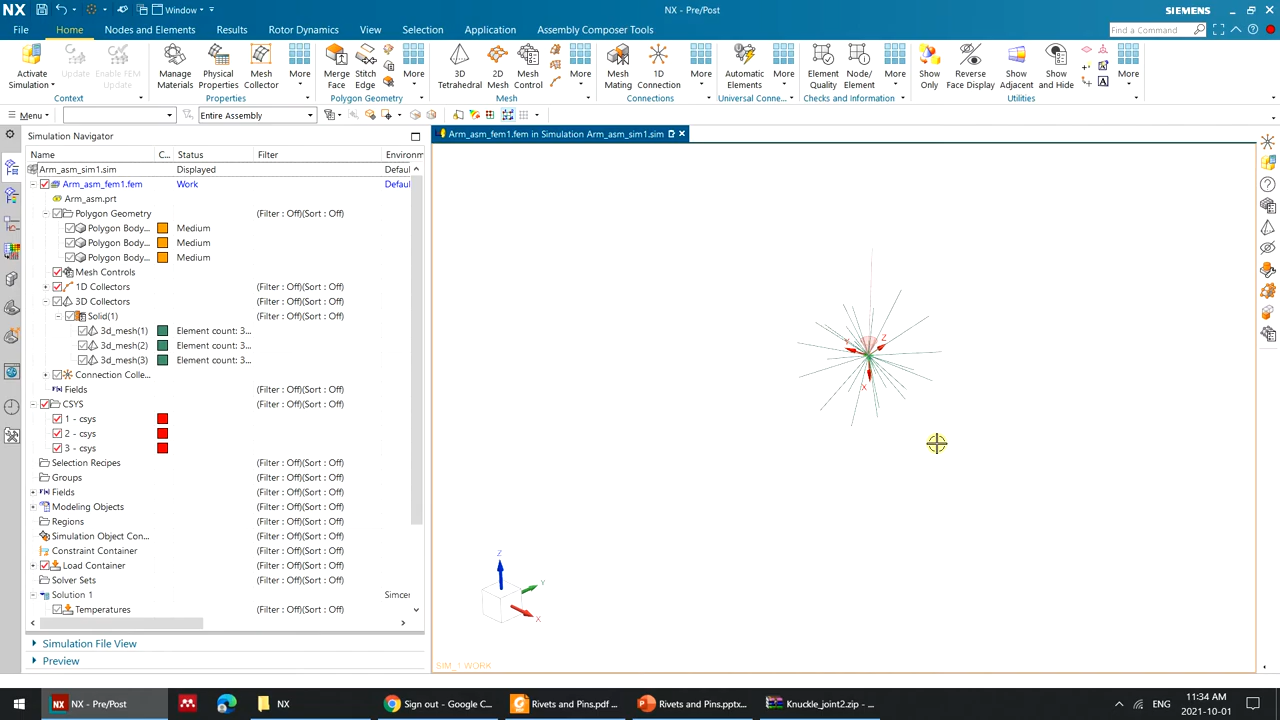 NX Window NX - Pre/Post SIEMENS
File Home Nodes and Elements Results Rotor Dynamics View Selection Application Assembly Composer Tools Find a Command
Activate Simulation Update Enable FEM Update Manage Materials Physical Properties Mesh Collector More Merge Face Stitch Edge More 3D Tetrahedral 2D Mesh Mesh Control More Mesh Mating 1D Connection More Automatic Elements More Element Quality Node/Element More Show Only Reverse Face Display Show Adjacent Show and Hide More
Context Properties Polygon Geometry Mesh Connections Universal Conne... Checks and Information Utilities
Menu Entire Assembly
Simulation Navigator Arm_asm_fem1.fem in Simulation Arm_asm_sim1.sim
Name C... Status Filter Environm
Arm_asm_sim1.sim Displayed Defaul
Arm_asm_fem1.fem Work Defaul
Arm_asm.prt
Polygon Geometry (Filter : Off)(Sort : Off)
Polygon Body... Medium
Polygon Body... Medium
Polygon Body... Medium
Mesh Controls
1D Collectors (Filter : Off)(Sort : Off)
3D Collectors (Filter : Off)(Sort : Off)
Solid(1)
3d_mesh(1) Element count: 3...
3d_mesh(2) Element count: 3...
3d_mesh(3) Element count: 3...
Connection Colle... (Filter : Off)(Sort : Off)
Fields
CSYS (Filter : Off)(Sort : Off)
1 - csys
2 - csys
3 - csys
Selection Recipes (Filter : Off)(Sort : Off)
Groups (Filter : Off)(Sort : Off)
Fields (Filter : Off)(Sort : Off)
Modeling Objects (Filter : Off)(Sort : Off)
Regions (Filter : Off)(Sort : Off)
Simulation Object Con... (Filter : Off)(Sort : Off)
Constraint Container (Filter : Off)(Sort : Off)
Load Container (Filter : Off)(Sort : Off)
Solver Sets (Filter : Off)(Sort : Off)
Solution 1 Simcer
Temperatures (Filter : Off)(Sort : Off)
Y Z
X
Z
Y
X
Simulation File View
Preview
SIM_1 WORK
NX - Pre/Post NX Sign out - Google C... Rivets and Pins.pdf ... Rivets and Pins.pptx... Knuckle_joint2.zip - ... ENG 11:34 AM
2021-10-01